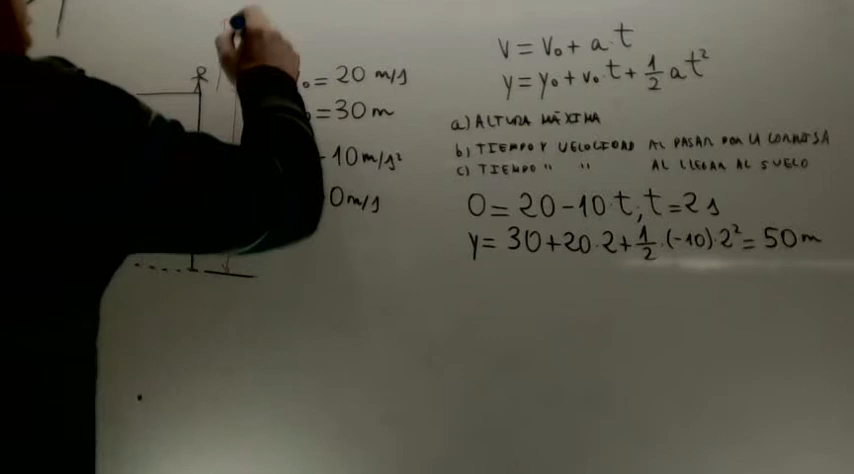 V = V₀ + a·t
y = y₀ + v₀·t + 1/2 a t²
₀ = 20 m/s
= 30 m
a) ALTURA MÁXIMA
b) TIEMPO Y VELOCIDAD AL PASAR POR LA CORNISA
- 10 m/s²
c) TIEMPO " " AL LLEGAR AL SUELO
0 m/s
0 = 20 - 10·t; t = 2 s
y = 30 + 20·2 + 1/2·(-10)·2² = 50 m